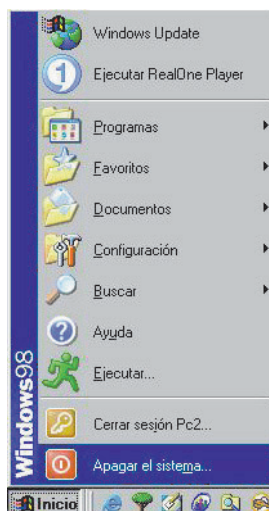 Windows Update
Ejecutar RealOne Player
Programas
Favoritos
Documentos
Configuración
Buscar
Ayuda
Ejecutar...
Cerrar sesión Pc2...
Apagar el sistema...
Windows98
Inicio